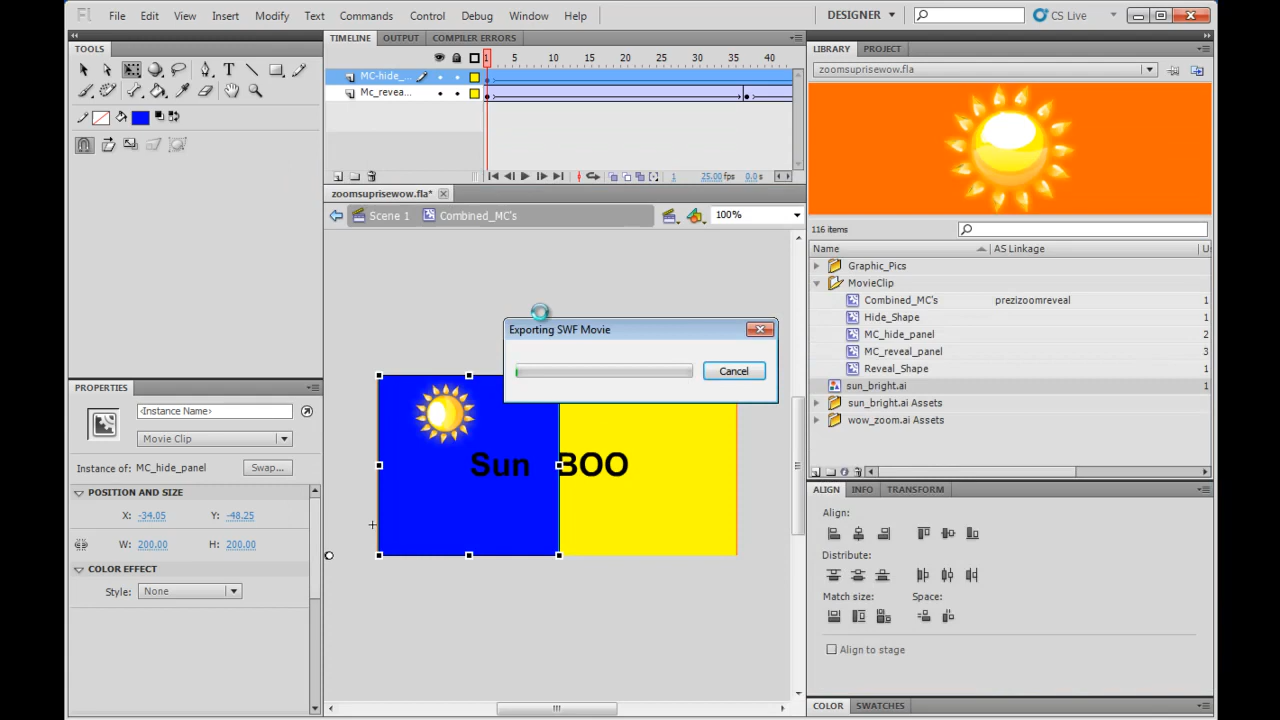 Fl File Edit View Insert Modify Text Commands Control Debug Window Help DESIGNER CS Live
TOOLS
TIMELINE OUTPUT COMPILER ERRORS
1 5 10 15 20 25 30 35 40
MC-hide_...
Mc_revea...
1 25.00 fps 0.0 s
zoomsuprisewow.fla*
Scene 1 Combined_MC's 100%
LIBRARY PROJECT
zoomsuprisewow.fla
116 items
Name AS Linkage U
Graphic_Pics
MovieClip
Combined_MC's prezizoomreveal 1
Hide_Shape 1
MC_hide_panel 2
MC_reveal_panel 3
Reveal_Shape 1
sun_bright.ai 1
sun_bright.ai Assets
wow_zoom.ai Assets
Exporting SWF Movie
Cancel
Sun BOO
PROPERTIES
<Instance Name>
Movie Clip
Instance of: MC_hide_panel Swap...
POSITION AND SIZE
X: -34.05 Y: -48.25
W: 200.00 H: 200.00
COLOR EFFECT
Style: None
ALIGN INFO TRANSFORM
Align:
Distribute:
Match size: Space:
Align to stage
COLOR SWATCHES